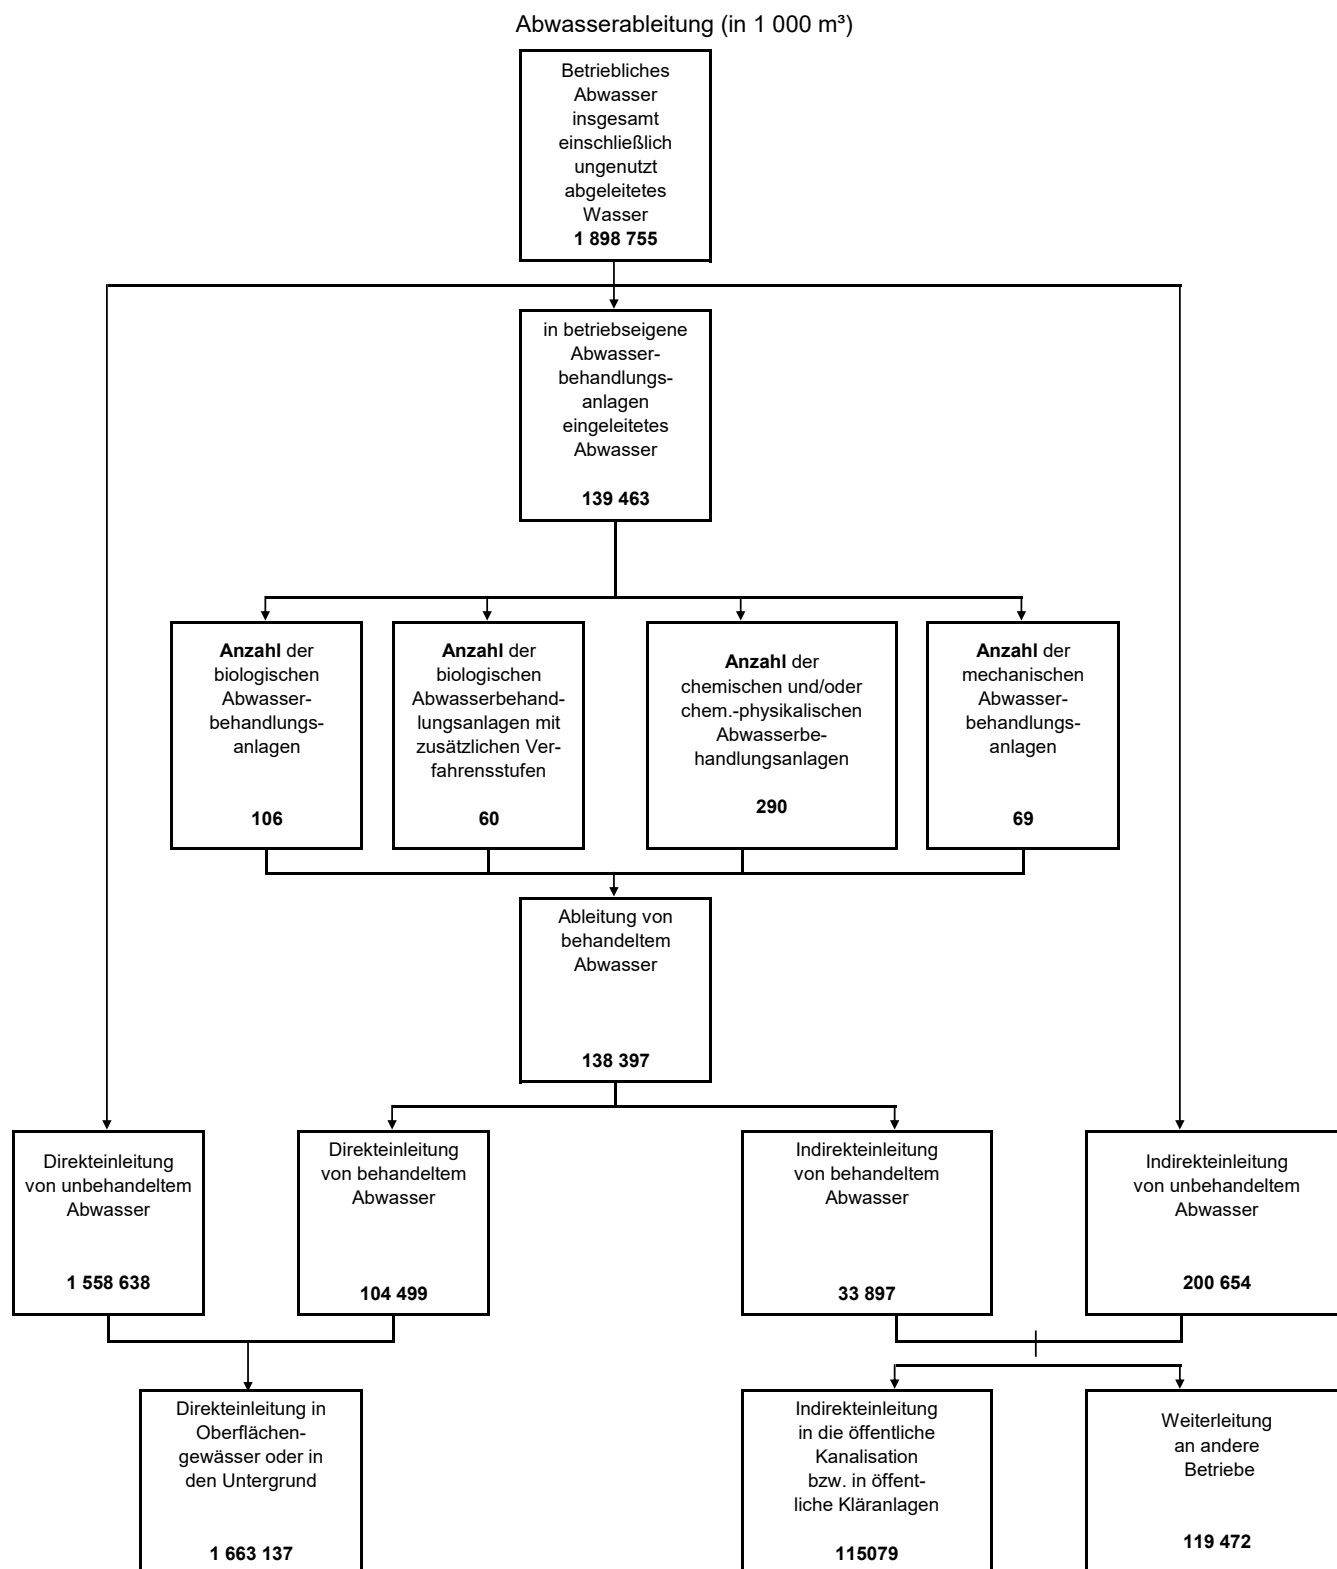 Abwasserableitung (in 1 000 m³)
Betriebliches
Abwasser
insgesamt
einschließlich
ungenutzt
abgeleitetes
Wasser
1 898 755
in betriebseigene
Abwasser-
behandlungs-
anlagen
eingeleitetes
Abwasser
139 463
Anzahl der
biologischen
Abwasser-
behandlungs-
anlagen
106
Anzahl der
biologischen
Abwasserbehand-
lungsanlagen mit
zusätzlichen Ver-
fahrensstufen
60
Anzahl der
chemischen und/oder
chem.-physikalischen
Abwasserbe-
handlungsanlagen
290
Anzahl der
mechanischen
Abwasser-
behandlungs-
anlagen
69
Ableitung von
behandeltem
Abwasser
138 397
Direkteinleitung
von unbehandeltem
Abwasser
1 558 638
Direkteinleitung
von behandeltem
Abwasser
104 499
Indirekteinleitung
von behandeltem
Abwasser
33 897
Indirekteinleitung
von unbehandeltem
Abwasser
200 654
Direkteinleitung in
Oberflächen-
gewässer oder in
den Untergrund
1 663 137
Indirekteinleitung
in die öffentliche
Kanalisation
bzw. in öffent-
liche Kläranlagen
115079
Weiterleitung
an andere
Betriebe
119 472